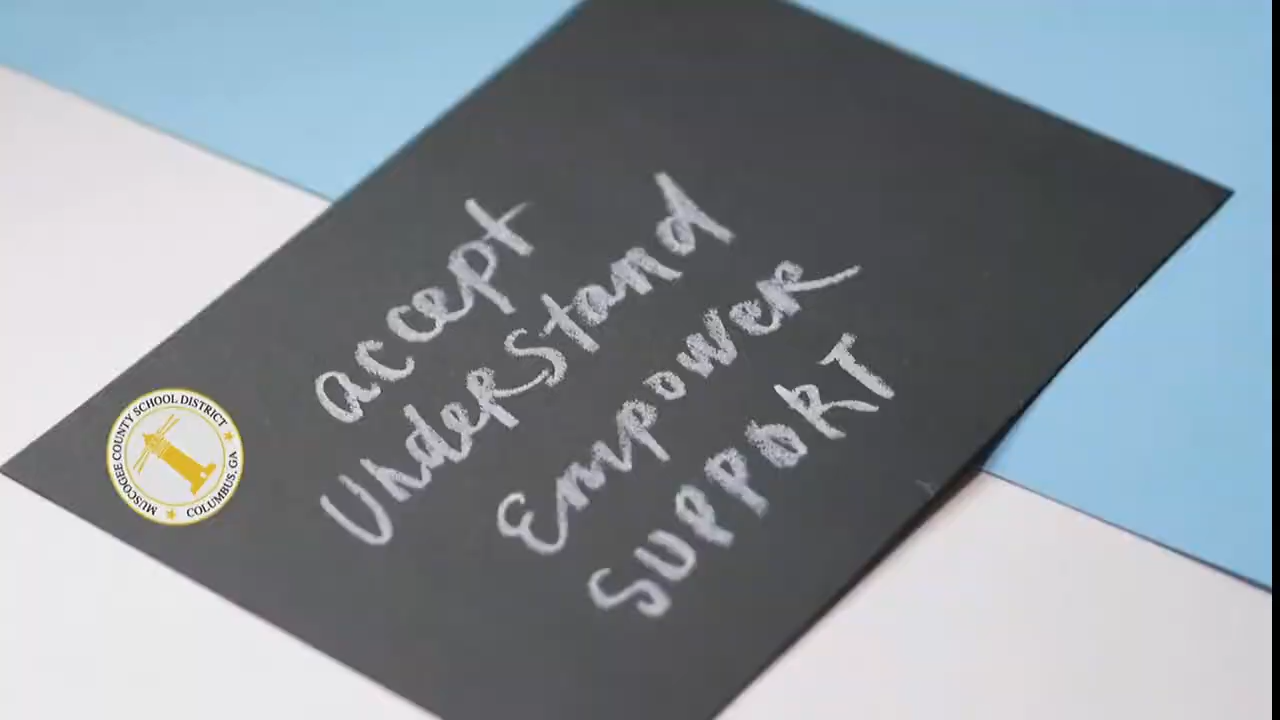 accept
UndeRStand
EmpoweR
SUPPORT
MUSCOGEE COUNTY SCHOOL DISTRICT
COLUMBUS, GA